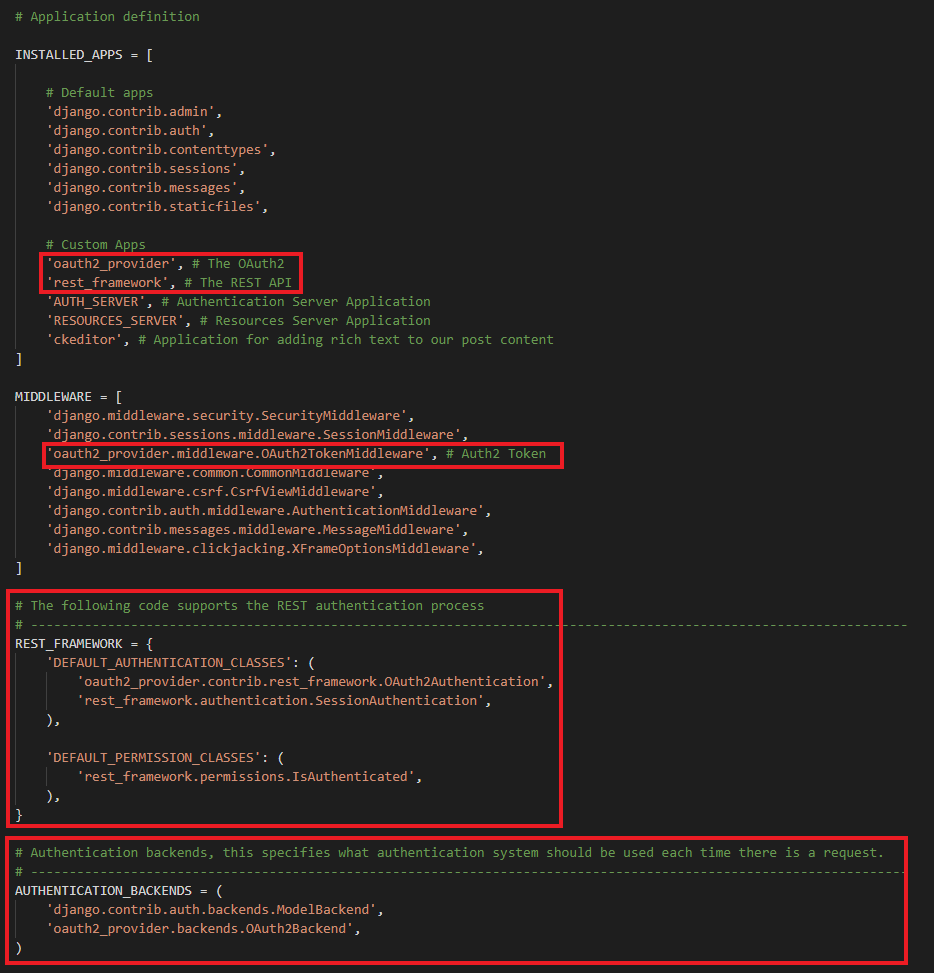 # Application definition
INSTALLED_APPS = [
# Default apps
'django.contrib.admin',
'django.contrib.auth',
'django.contrib.contenttypes',
'django.contrib.sessions',
'django.contrib.messages',
'django.contrib.staticfiles',
# Custom Apps
'oauth2_provider', # The OAuth2
'rest_framework', # The REST API
'AUTH_SERVER', # Authentication Server Application
'RESOURCES_SERVER', # Resources Server Application
'ckeditor', # Application for adding rich text to our post content
]
MIDDLEWARE = [
'django.middleware.security.SecurityMiddleware',
'django.contrib.sessions.middleware.SessionMiddleware',
'oauth2_provider.middleware.OAuth2TokenMiddleware', # Auth2 Token
'django.middleware.common.CommonMiddleware',
'django.middleware.csrf.CsrfViewMiddleware',
'django.contrib.auth.middleware.AuthenticationMiddleware',
'django.contrib.messages.middleware.MessageMiddleware',
'django.middleware.clickjacking.XFrameOptionsMiddleware',
]
# The following code supports the REST authentication process
# ------------------------------------------------------------------------------------------------------------------
REST_FRAMEWORK = {
'DEFAULT_AUTHENTICATION_CLASSES': (
'oauth2_provider.contrib.rest_framework.OAuth2Authentication',
'rest_framework.authentication.SessionAuthentication',
),
'DEFAULT_PERMISSION_CLASSES': (
'rest_framework.permissions.IsAuthenticated',
),
}
# Authentication backends, this specifies what authentication system should be used each time there is a request.
# ------------------------------------------------------------------------------------------------------------------
AUTHENTICATION_BACKENDS = (
'django.contrib.auth.backends.ModelBackend',
'oauth2_provider.backends.OAuth2Backend',
)